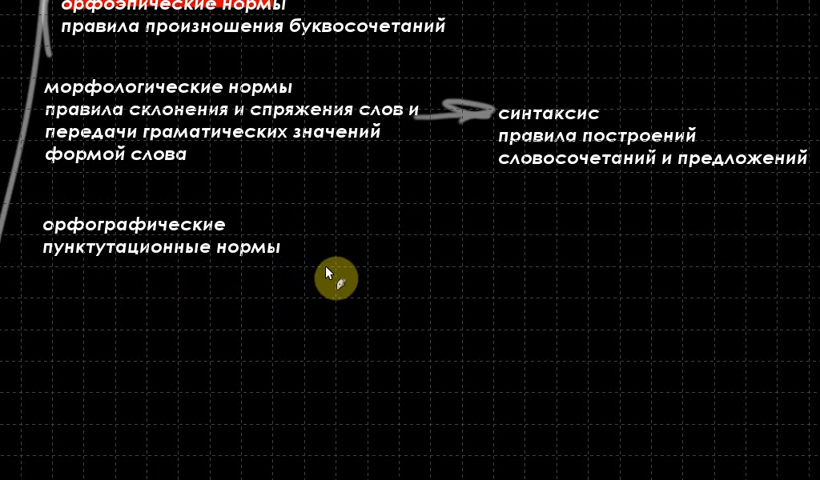 орфоэпические нормы
правила произношения буквосочетаний
морфологические нормы
правила склонения и спряжения слов и
передачи граматических значений
формой слова
синтаксис
правила построений
словосочетаний и предложений
орфографические
пунктутационные нормы